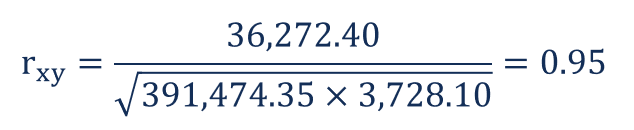 r_xy = 36,272.40 / √(391,474.35 × 3,728.10) = 0.95